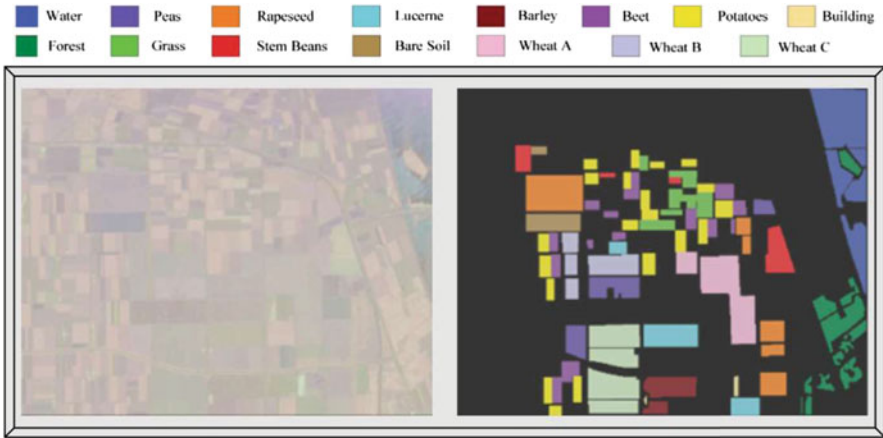 Water Peas Rapeseed Lucerne Barley Beet Potatoes Building
Forest Grass Stem Beans Bare Soil Wheat A Wheat B Wheat C